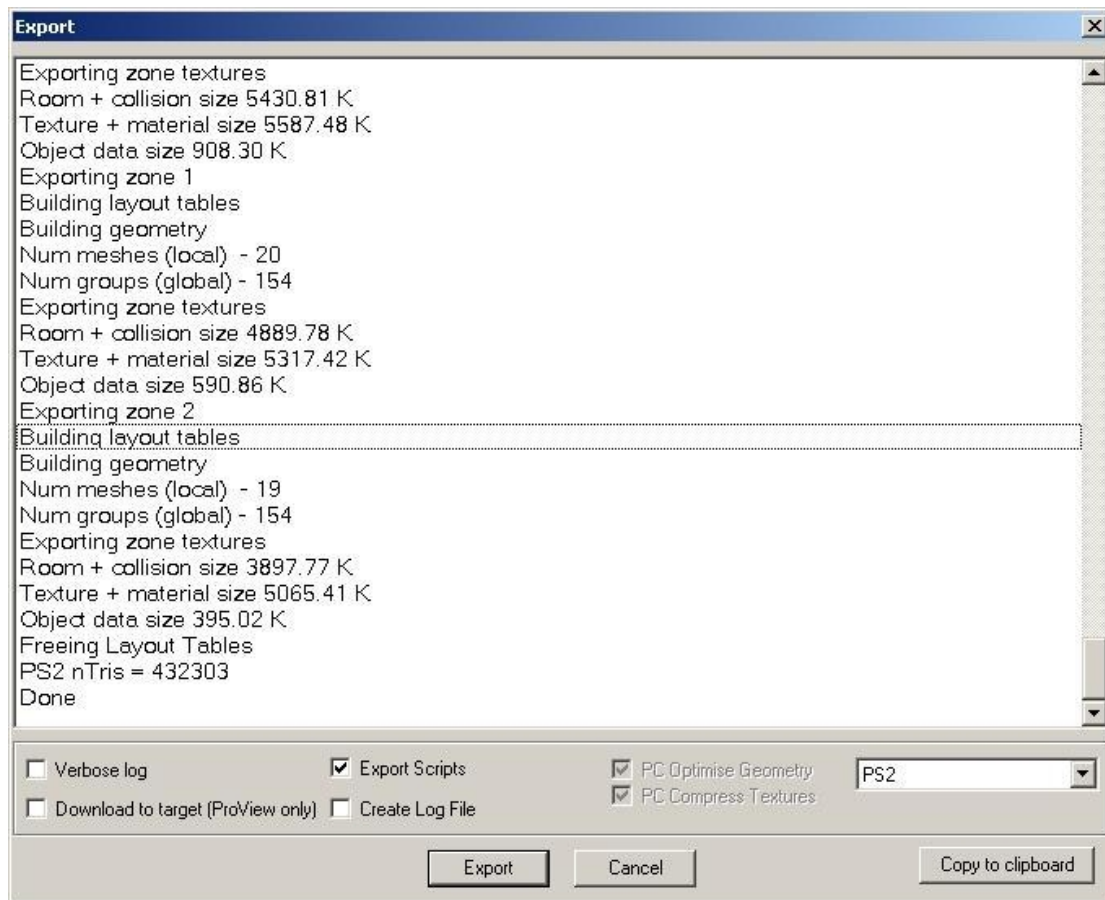 Export
Exporting zone textures
Room + collision size 5430.81 K
Texture + material size 5587.48 K
Object data size 908.30 K
Exporting zone 1
Building layout tables
Building geometry
Num meshes (local)  - 20
Num groups (global) - 154
Exporting zone textures
Room + collision size 4889.78 K
Texture + material size 5317.42 K
Object data size 590.86 K
Exporting zone 2
Building layout tables
Building geometry
Num meshes (local)  - 19
Num groups (global) - 154
Exporting zone textures
Room + collision size 3897.77 K
Texture + material size 5065.41 K
Object data size 395.02 K
Freeing Layout Tables
PS2 nTris = 432303
Done
Verbose log
Export Scripts
PC Optimise Geometry
PS2
Download to target (ProView only)
Create Log File
PC Compress Textures
Export
Cancel
Copy to clipboard